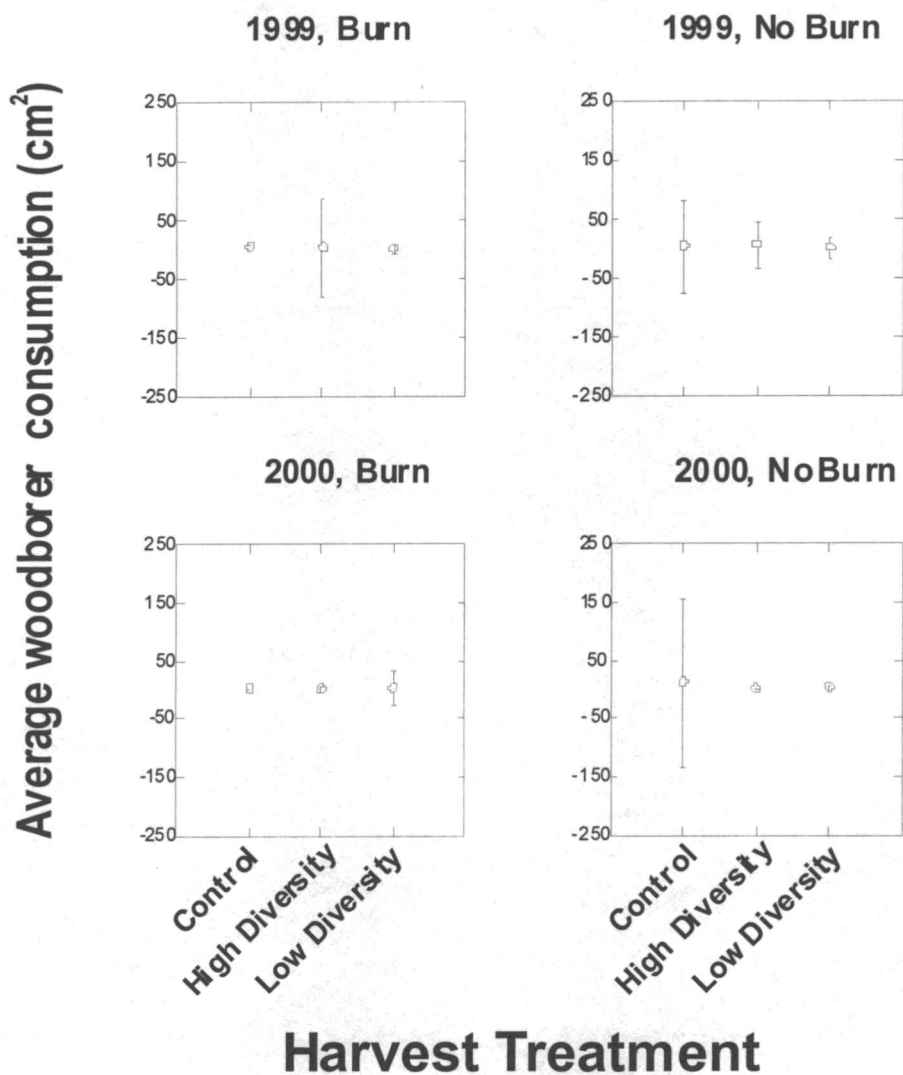 1999, Burn
1999, No Burn
Average woodborer consumption (cm²)
250
150
50
-50
-150
-250
250
150
50
-50
-150
-250
2000, Burn
2000, No Burn
250
150
50
-50
-150
-250
250
150
50
-50
-150
-250
Control
High Diversity
Low Diversity
Control
High Diversity
Low Diversity
Harvest Treatment